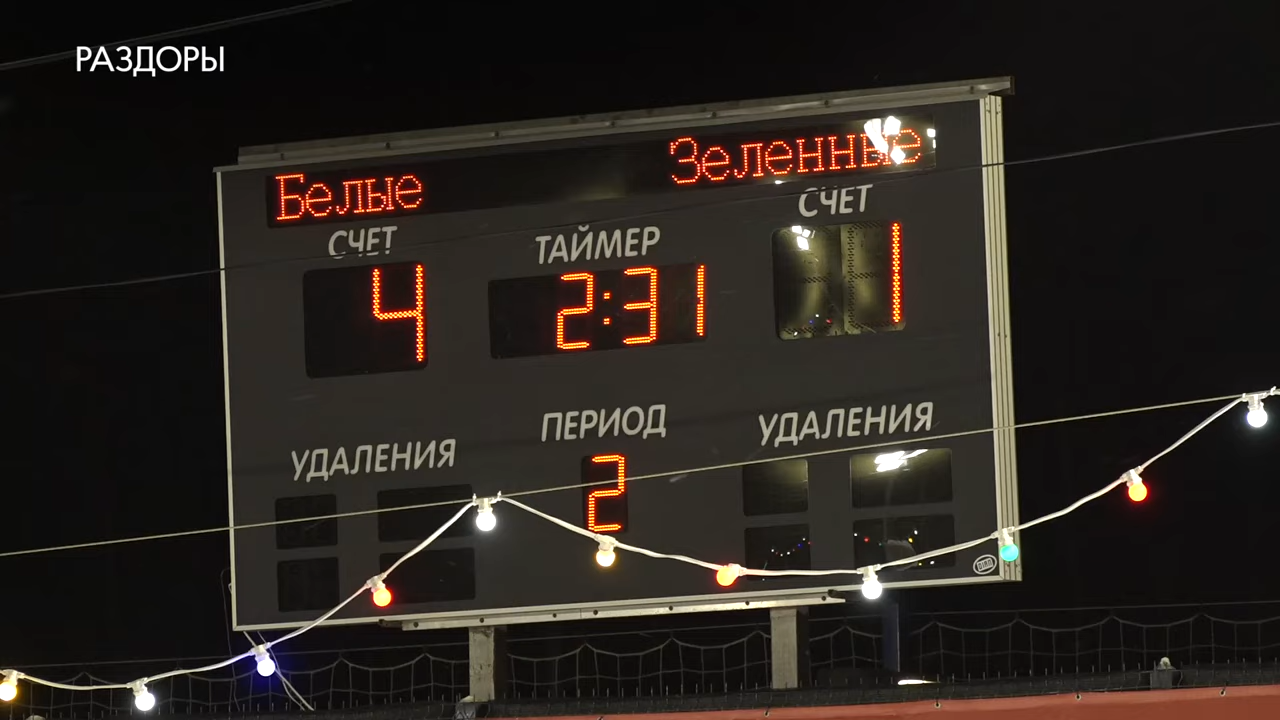 РАЗДОРЫ
Белые
Зеленные
СЧЕТ
ТАЙМЕР
СЧЕТ
4
2:31
1
УДАЛЕНИЯ
ПЕРИОД
УДАЛЕНИЯ
2